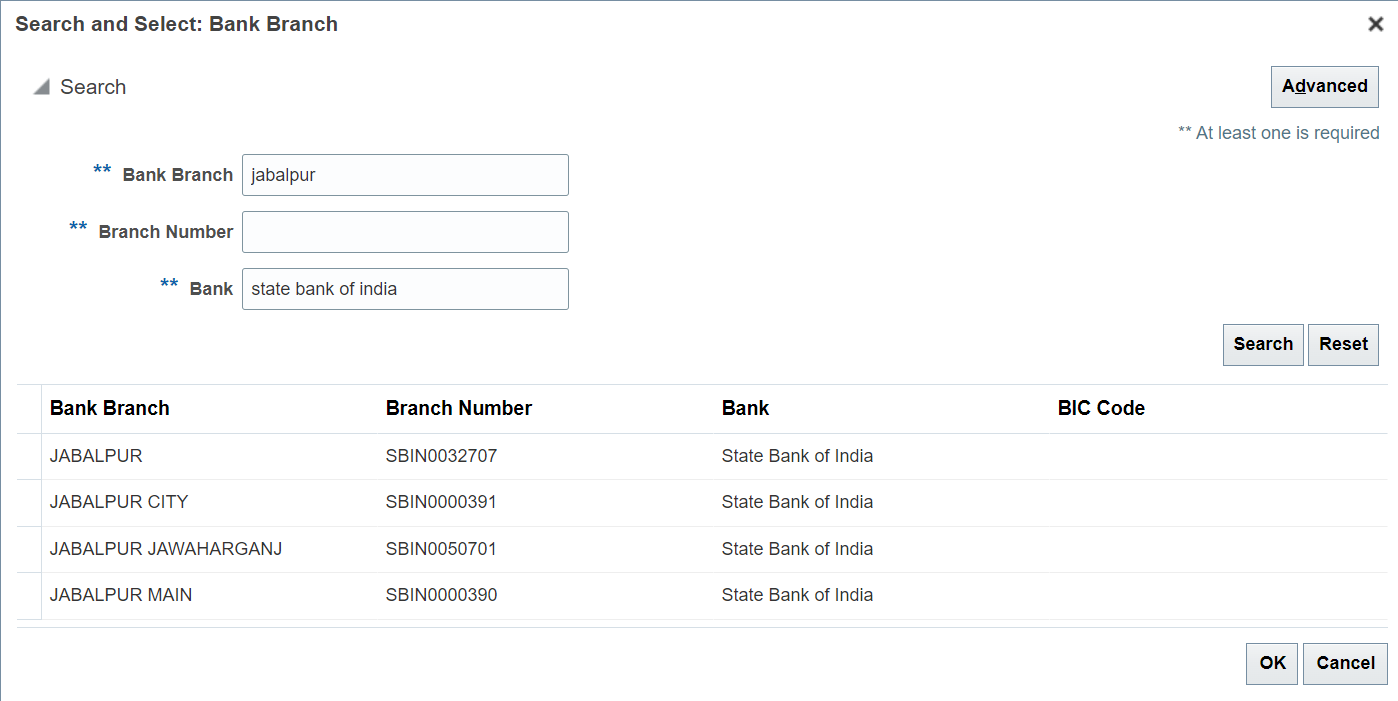 Search and Select: Bank Branch
Search
Advanced
** At least one is required
** Bank Branch jabalpur
** Branch Number
** Bank state bank of india
Search Reset
Bank Branch Branch Number Bank BIC Code
JABALPUR SBIN0032707 State Bank of India
JABALPUR CITY SBIN0000391 State Bank of India
JABALPUR JAWAHARGANJ SBIN0050701 State Bank of India
JABALPUR MAIN SBIN0000390 State Bank of India
OK Cancel